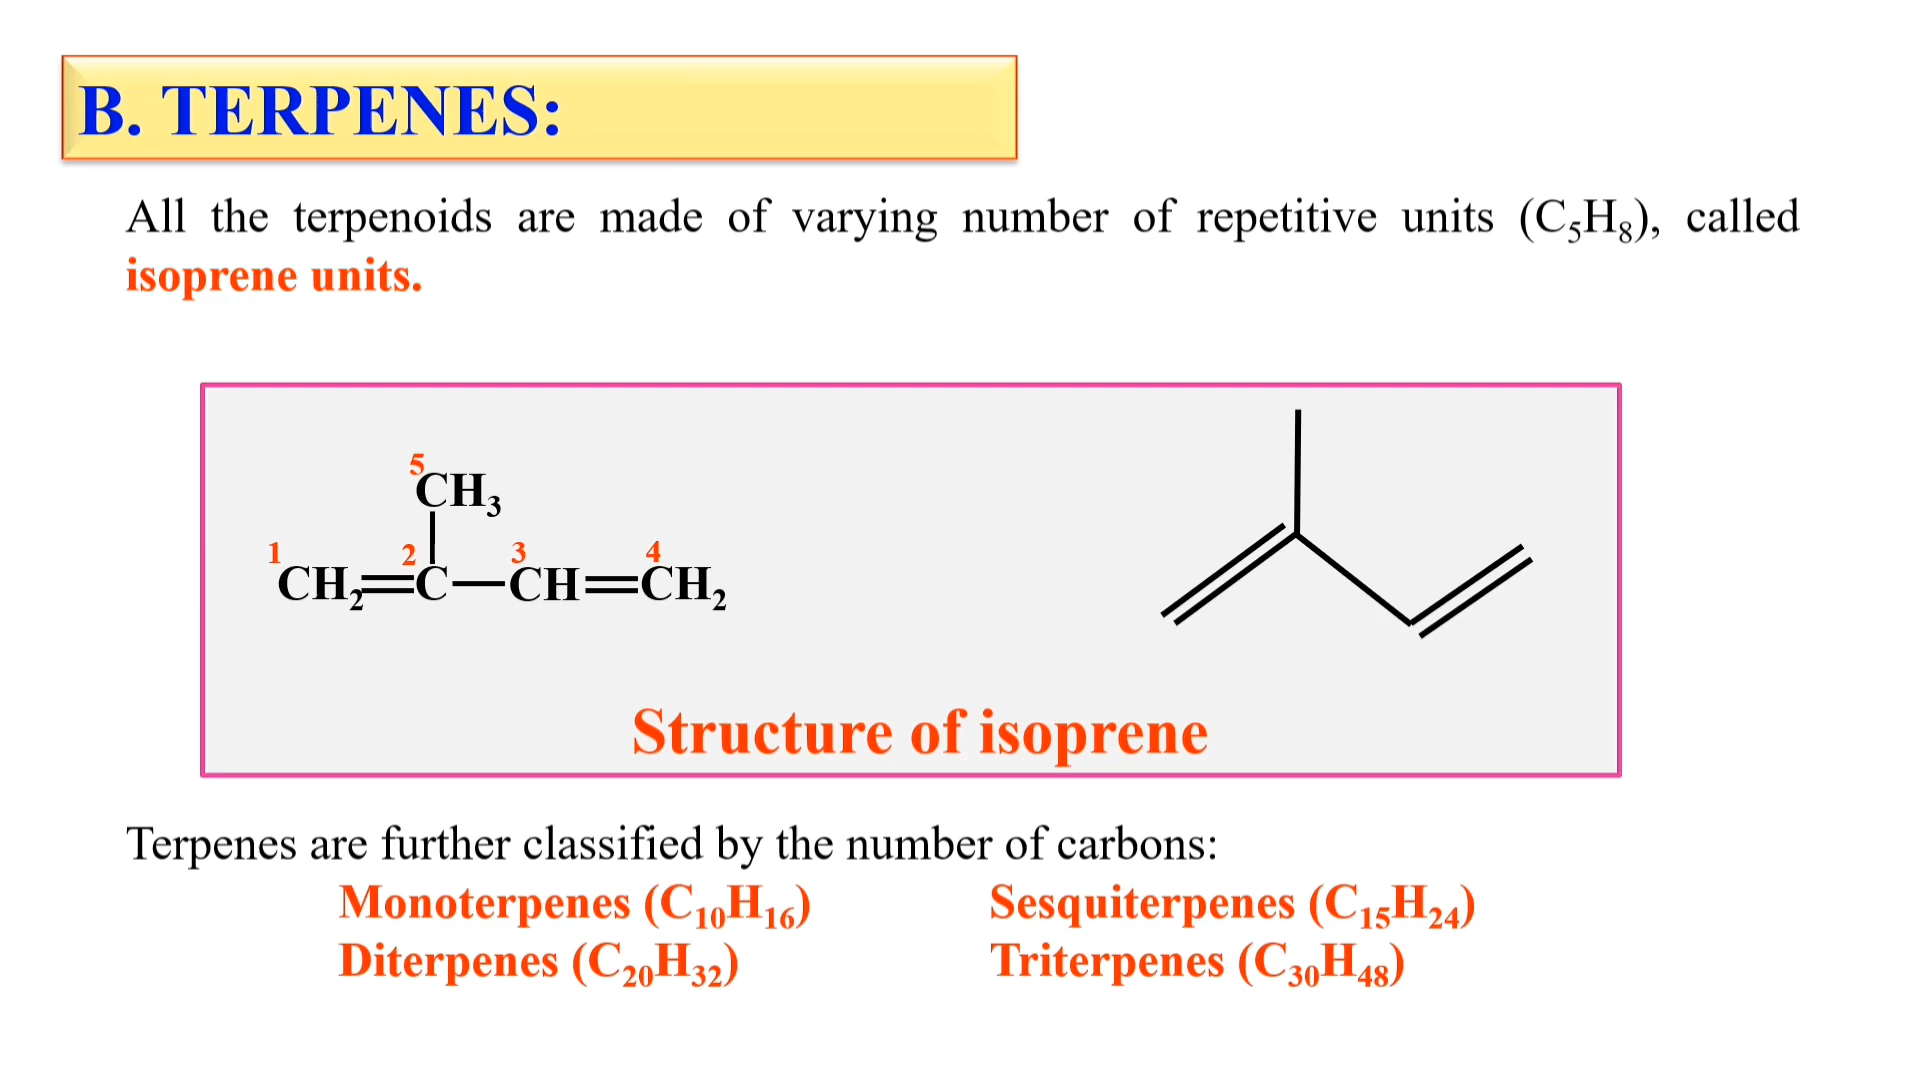 B. TERPENES:
All the terpenoids are made of varying number of repetitive units (C₅H₈), called
isoprene units.
5
CH₃
1 2 3 4
CH₂=C—CH=CH₂
Structure of isoprene
Terpenes are further classified by the number of carbons:
Monoterpenes (C₁₀H₁₆) Sesquiterpenes (C₁₅H₂₄)
Diterpenes (C₂₀H₃₂) Triterpenes (C₃₀H₄₈)